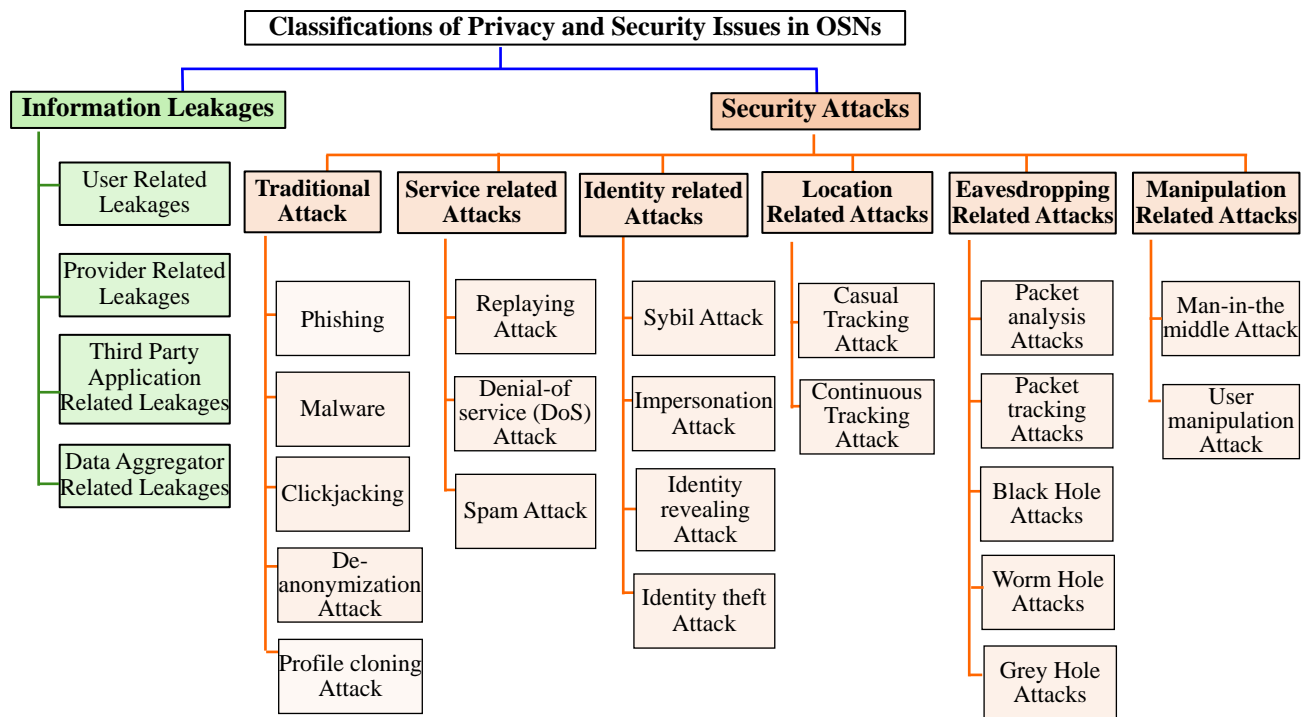 Classifications of Privacy and Security Issues in OSNs
Information Leakages
Security Attacks
User Related
Leakages
Provider Related
Leakages
Third Party
Application
Related Leakages
Data Aggregator
Related Leakages
Traditional
Attack
Phishing
Malware
Clickjacking
De-
anonymization
Attack
Profile cloning
Attack
Service related
Attacks
Replaying
Attack
Denial-of
service (DoS)
Attack
Spam Attack
Identity related
Attacks
Sybil Attack
Impersonation
Attack
Identity
revealing
Attack
Identity theft
Attack
Location
Related Attacks
Casual
Tracking
Attack
Continuous
Tracking
Attack
Eavesdropping
Related Attacks
Packet
analysis
Attacks
Packet
tracking
Attacks
Black Hole
Attacks
Worm Hole
Attacks
Grey Hole
Attacks
Manipulation
Related Attacks
Man-in-the
middle Attack
User
manipulation
Attack